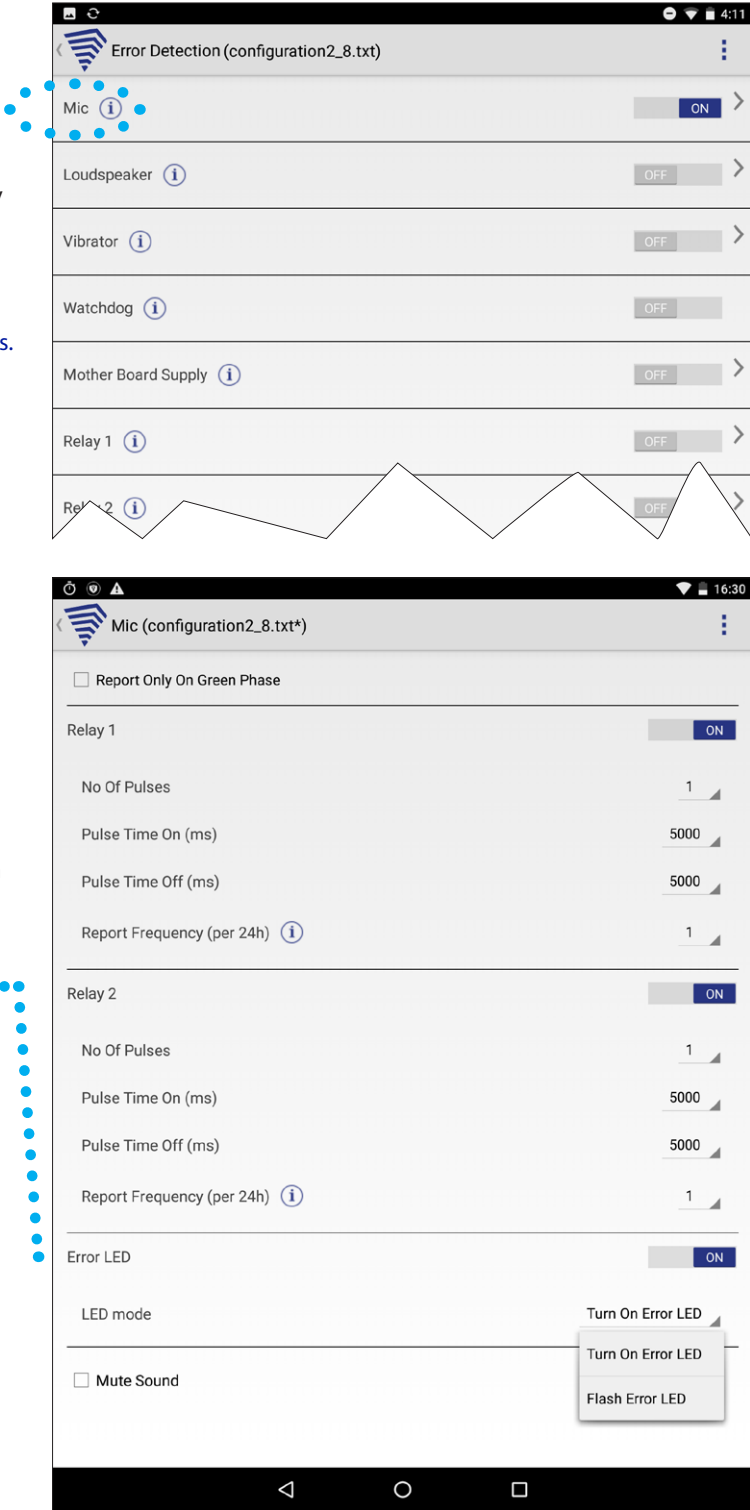 4:11
Error Detection (configuration2_8.txt)
Mic i ON
Loudspeaker i OFF
y
Vibrator i OFF
Watchdog i OFF
s.
Mother Board Supply i OFF
Relay 1 i OFF
2 i OFF
16:30
Mic (configuration2_8.txt*)
Report Only On Green Phase
Relay 1 ON
No Of Pulses 1
Pulse Time On (ms) 5000
Pulse Time Off (ms) 5000
Report Frequency (per 24h) i 1
Relay 2 ON
No Of Pulses 1
Pulse Time On (ms) 5000
Pulse Time Off (ms) 5000
Report Frequency (per 24h) i 1
Error LED ON
LED mode Turn On Error LED
Turn On Error LED
Mute Sound
Flash Error LED